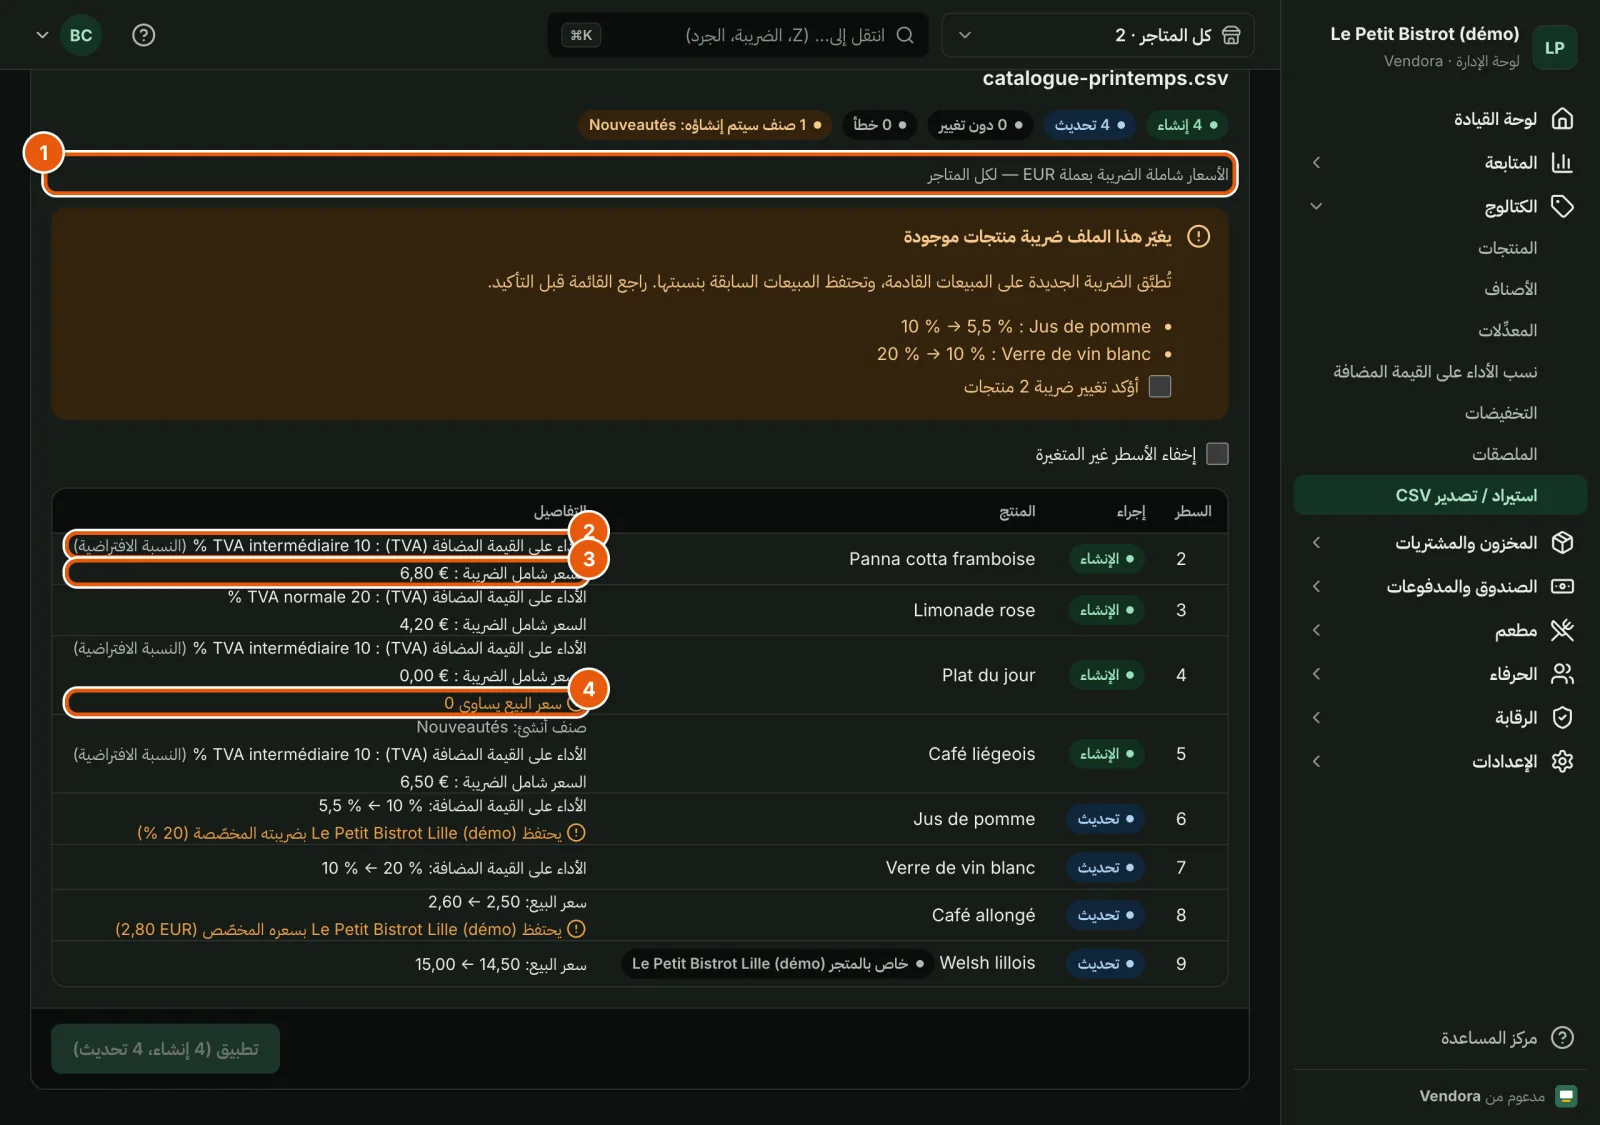 Le Petit Bistrot (démo)
لوحة الإدارة · Vendora
LP
كل المتاجر · 2
انتقل إلى... (Z، الضريبة، الجرد)
⌘K
BC
لوحة القيادة
المتابعة
الكتالوج
المنتجات
الأصناف
المعدِّلات
نسب الأداء على القيمة المضافة
التخفيضات
الملصقات
استيراد / تصدير CSV
المخزون والمشتريات
الصندوق والمدفوعات
مطعم
الحرفاء
الرقابة
الإعدادات
مركز المساعدة
مدعوم من Vendora
catalogue-printemps.csv
4 إنشاء
4 تحديث
0 دون تغيير
0 خطأ
1 صنف سيتم إنشاؤه: Nouveautés
1
الأسعار شاملة الضريبة بعملة EUR — لكل المتاجر
يغيّر هذا الملف ضريبة منتجات موجودة
تُطبَّق الضريبة الجديدة على المبيعات القادمة، وتحتفظ المبيعات السابقة بنسبتها. راجع القائمة قبل التأكيد.
Jus de pomme : 10 % → 5,5 %
Verre de vin blanc : 20 % → 10 %
أؤكد تغيير ضريبة 2 منتجات
إخفاء الأسطر غير المتغيرة
السطر إجراء المنتج التفاصيل
2 الإنشاء Panna cotta framboise
2
الأداء على القيمة المضافة (TVA) : TVA intermédiaire 10 % (النسبة الافتراضية)
3
السعر شامل الضريبة : 6,80 €
3 الإنشاء Limonade rose
الأداء على القيمة المضافة (TVA) : TVA normale 20 %
السعر شامل الضريبة : 4,20 €
4 الإنشاء Plat du jour
الأداء على القيمة المضافة (TVA) : TVA intermédiaire 10 % (النسبة الافتراضية)
السعر شامل الضريبة : 0,00 €
4
سعر البيع يساوي 0
5 الإنشاء Café liégeois
صنف أُنشئ: Nouveautés
الأداء على القيمة المضافة (TVA) : TVA intermédiaire 10 % (النسبة الافتراضية)
السعر شامل الضريبة : 6,50 €
6 تحديث Jus de pomme
الأداء على القيمة المضافة: 10 % ← 5,5 %
يحتفظ Le Petit Bistrot Lille (démo) بضريبته المخصّصة (20 %)
7 تحديث Verre de vin blanc
الأداء على القيمة المضافة: 20 % ← 10 %
8 تحديث Café allongé
سعر البيع: 2,50 ← 2,60
يحتفظ Le Petit Bistrot Lille (démo) بسعره المخصّص (2,80 EUR)
9 تحديث Welsh lillois خاص بالمتجر Le Petit Bistrot Lille (démo)
سعر البيع: 14,50 ← 15,00
تطبيق (4 إنشاء، 4 تحديث)